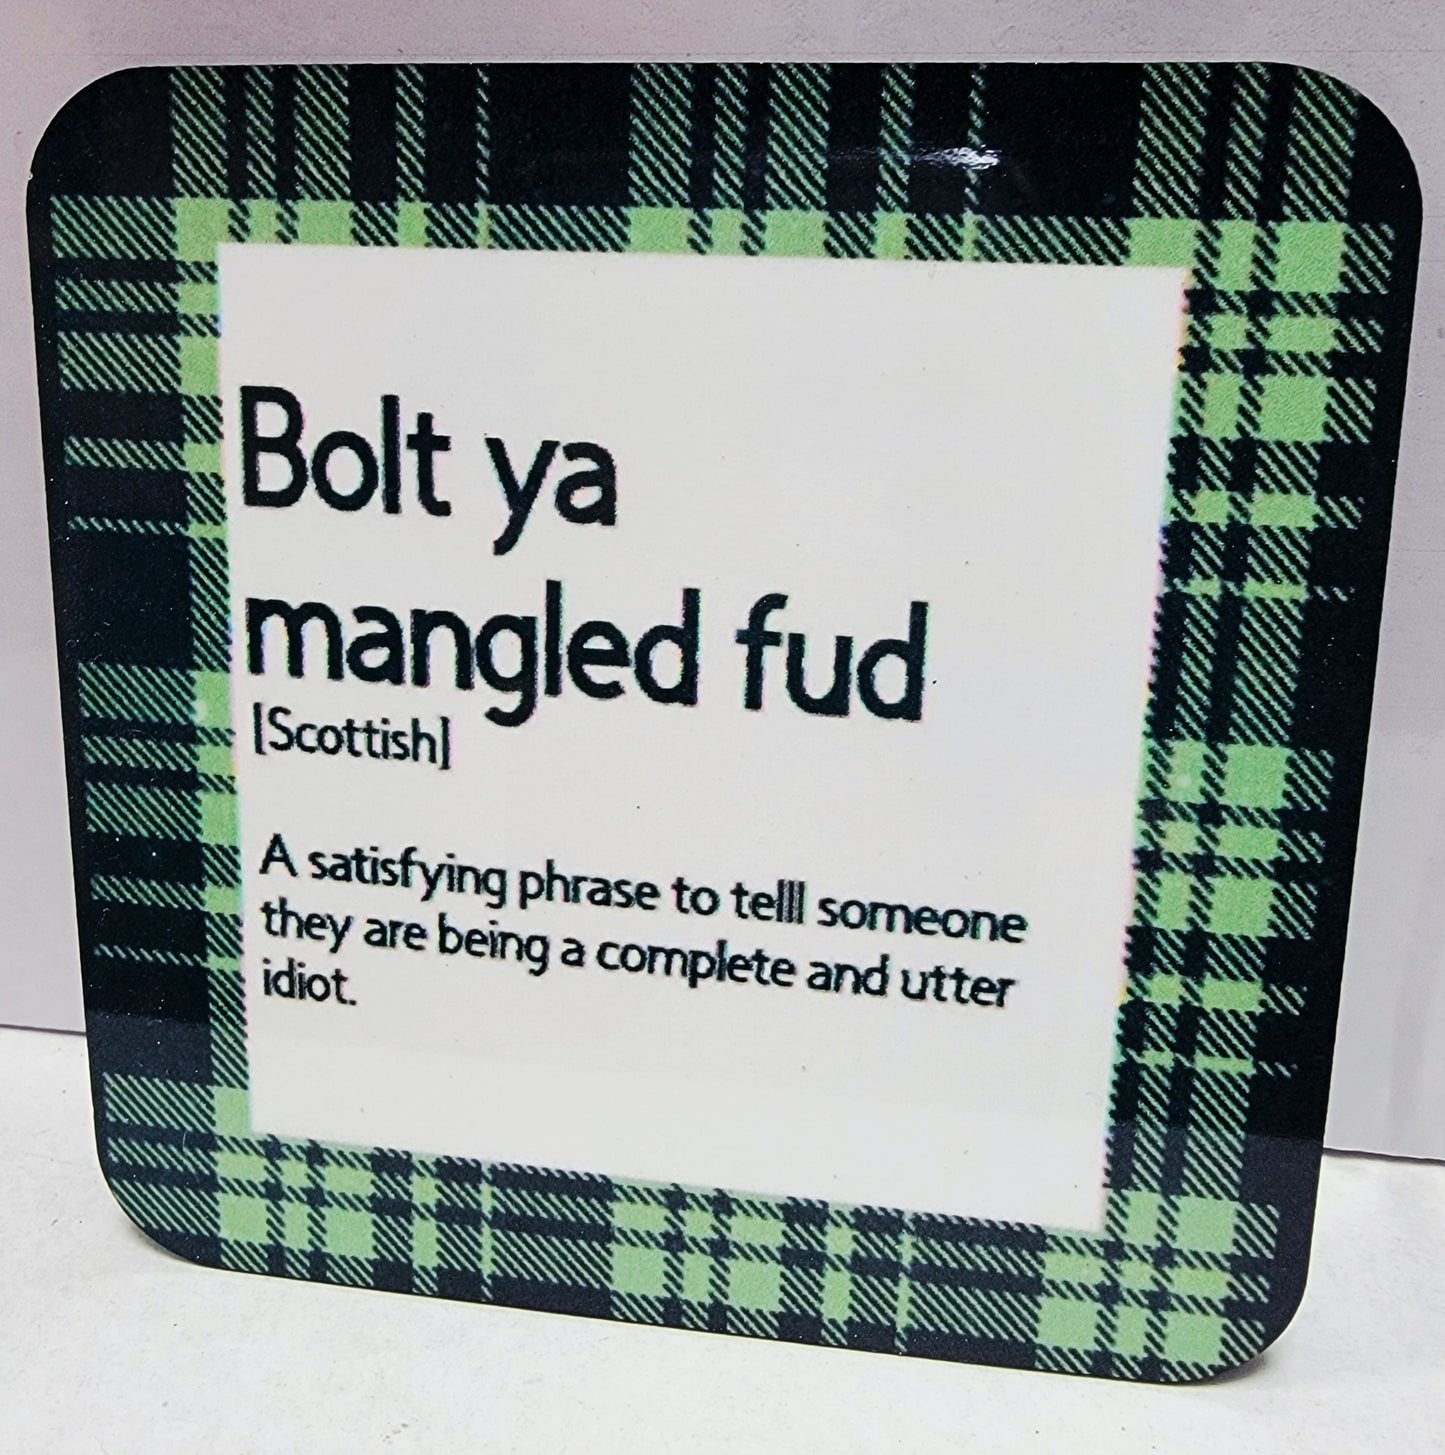 Bolt ya
mangled fud
[Scottish]
A satisfying phrase to telll someone
they are being a complete and utter
idiot.